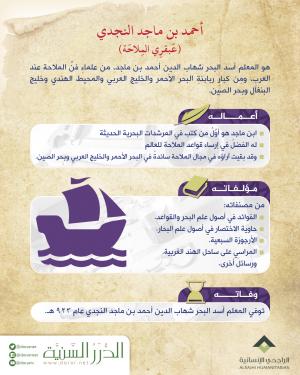 أحمد بن ماجد النجدي
(عبقري الملاحة)
هو المعلم أسد البحر شهاب الدين أحمد بن ماجد، من علماء فن الملاحة عند
العرب، ومن كبار ربابنة البحر الأحمر والخليج العربي والمحيط الهندي وخليج
البنغال وبحر الصين.
أعمـالـه
ابن ماجد هو أوّل من كتب في المرشدات البحرية الحديثة
له الفضل في إرساء قواعد الملاحة للعالم
وقد بقيت آراؤه في مجال الملاحة سائدة في البحر الأحمر والخليج العربي وبحر الصين.
مؤلفاته
من مصنفاته:
الفوائد في أصول علم البحر والقواعد.
حاوية الاختصار في أصول علم البحار.
الأرجوزة السبعية.
المراسي على ساحل الهند الغربية.
ورسائل أخرى.
وفـاتـه
توفي المعلم أسد البحر شهاب الدين أحمد بن ماجد النجدي عام ٩٢٣ هـ.
الدرر السنية
www.dorar.net
الراجحي الإنسانية
ALRAJHI HUMANITARIAN